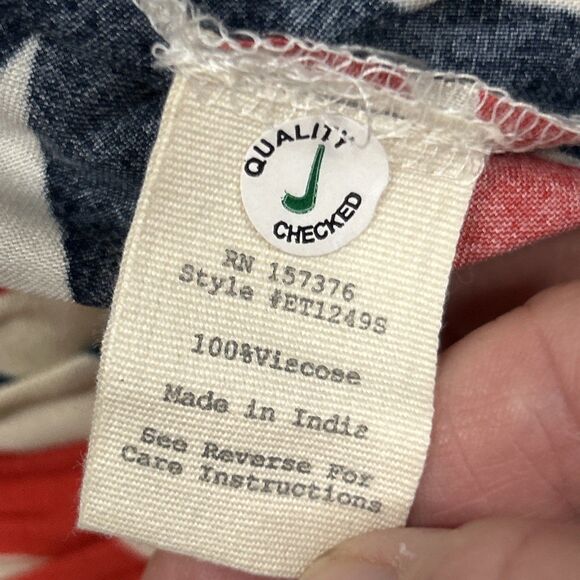 QUALITY
CHECKED
RN 157376
Style #ET1249S
100%Viscose
Made in India
See Reverse For
Care Instructions